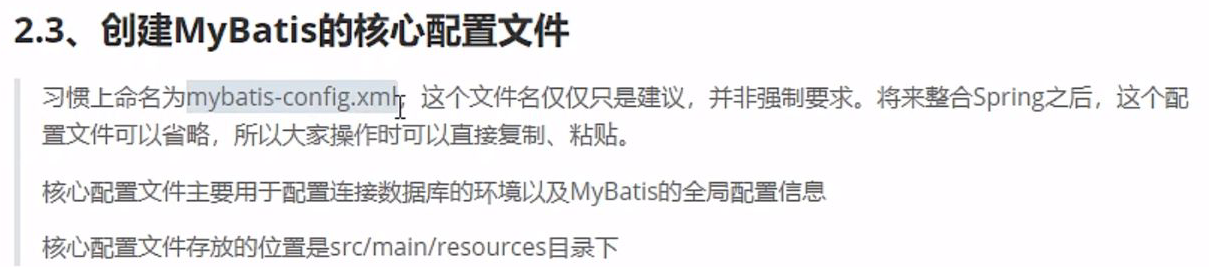 2.3、创建MyBatis的核心配置文件
习惯上命名为mybatis-config.xml，这个文件名仅仅只是建议，并非强制要求。将来整合Spring之后，这个配
置文件可以省略，所以大家操作时可以直接复制、粘贴。
核心配置文件主要用于配置连接数据库的环境以及MyBatis的全局配置信息
核心配置文件存放的位置是src/main/resources目录下